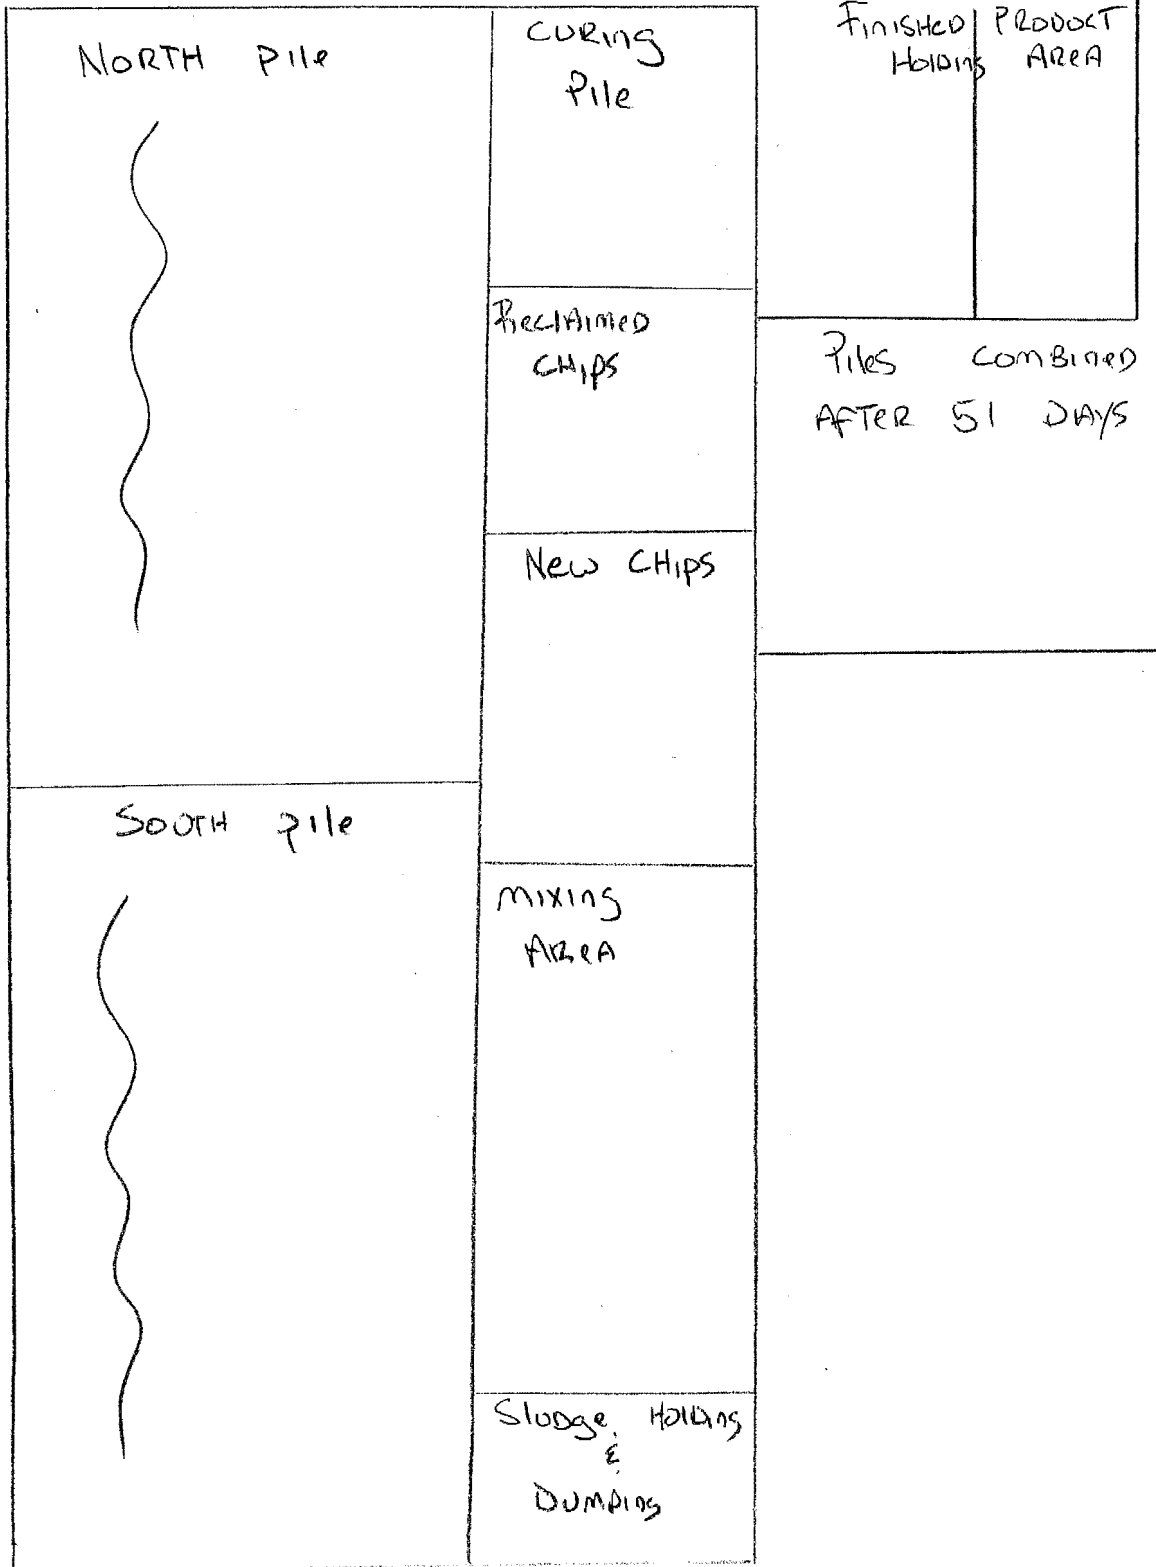 NORTH Pile
CURING
Pile
FINISHED PRODUCT
HOLDING AREA
RECLAIMED
CHIPS
PILES COMBINED
AFTER 51 DAYS
New CHIPS
SOUTH Pile
MIXING
AREA
Sludge Holding
&
DUMPING